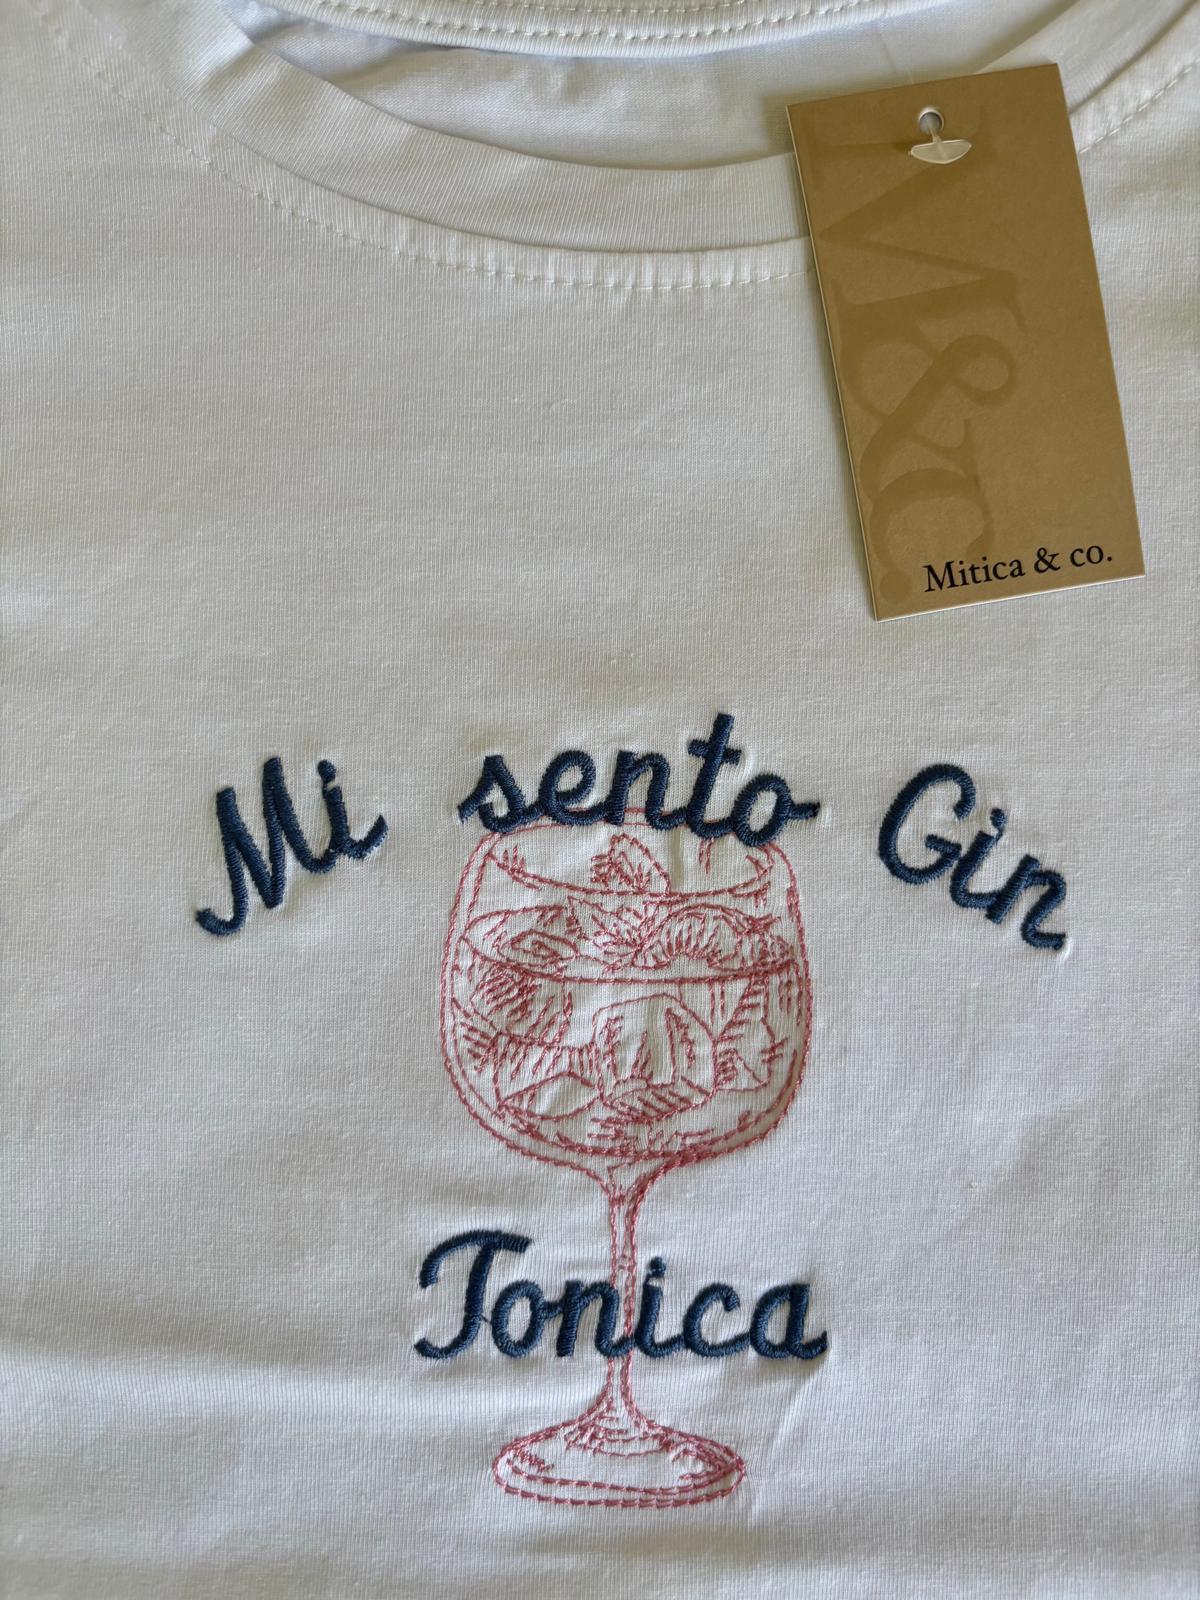 M&c.
Mitica & co.
Mi sento Gin
Tonica